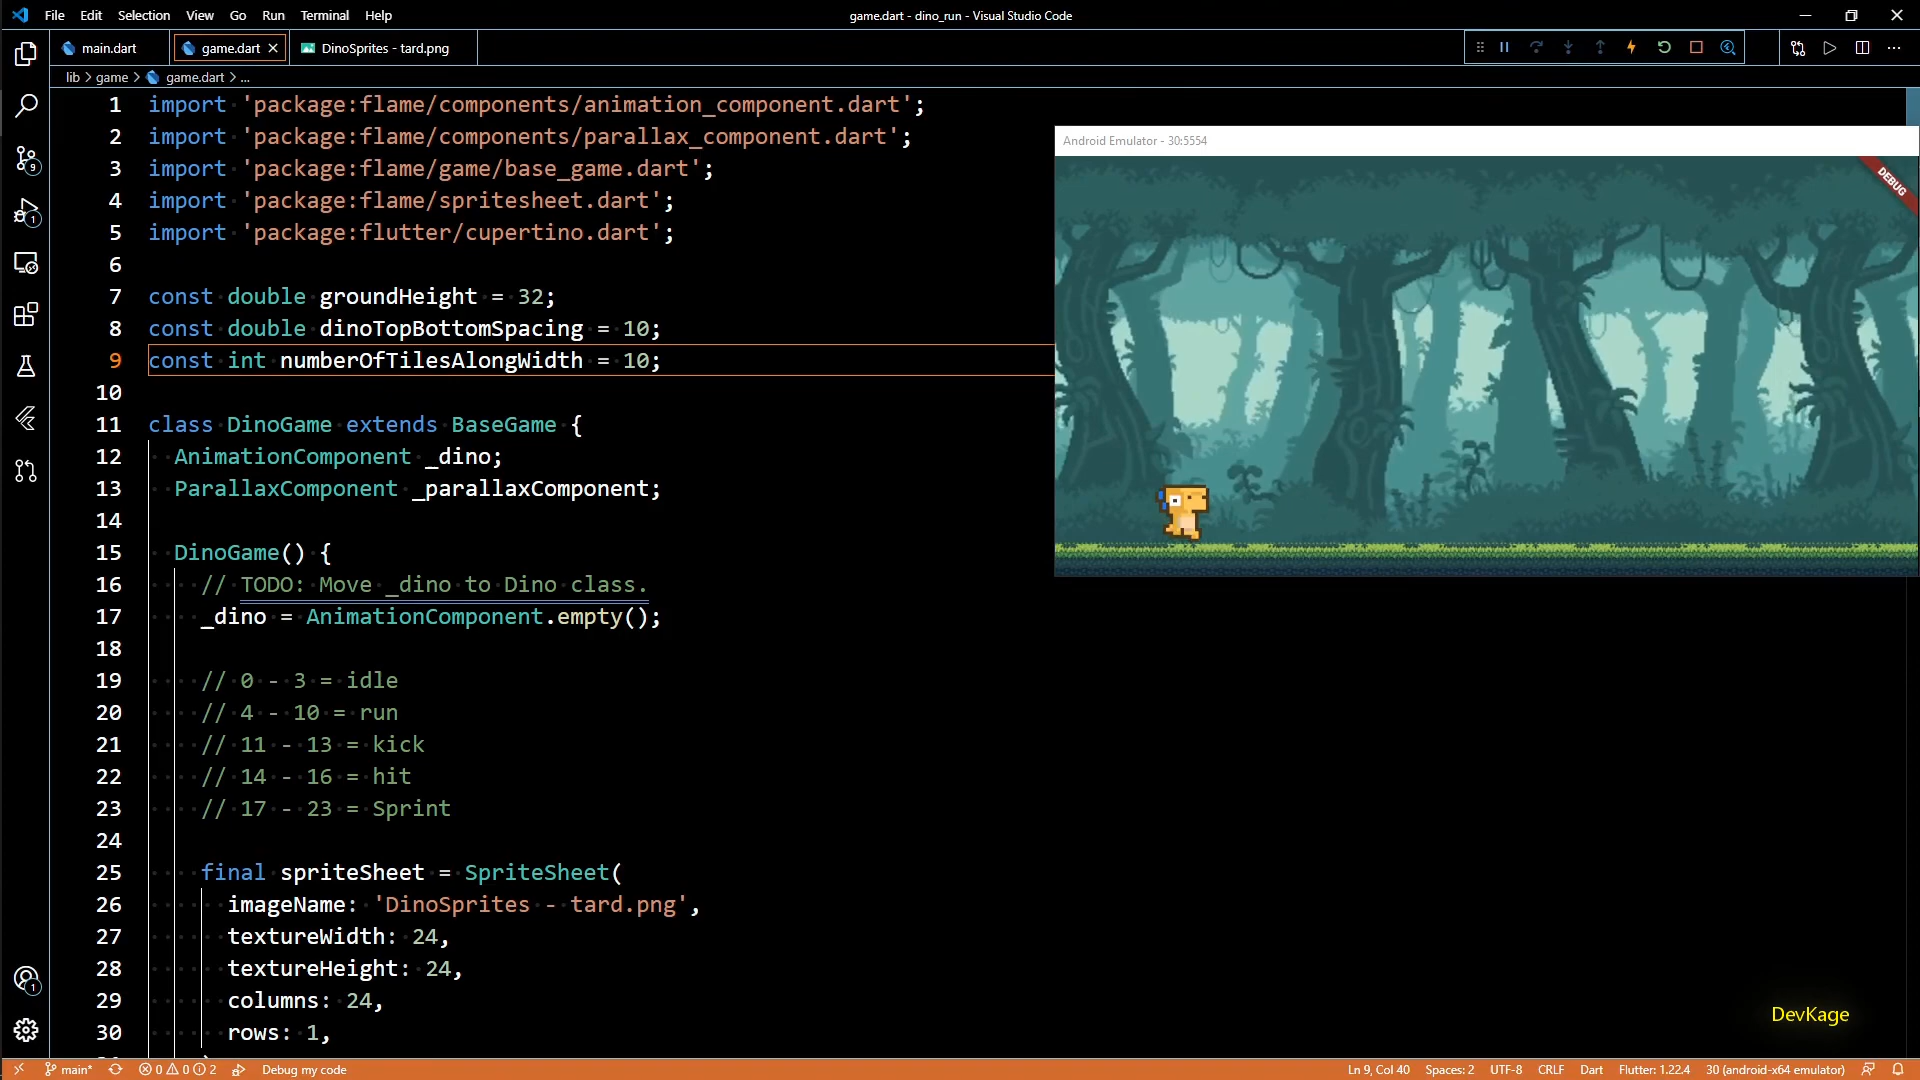 File Edit Selection View Go Run Terminal Help
game.dart - dino_run - Visual Studio Code
main.dart
game.dart
DinoSprites - tard.png
lib > game > game.dart > ...
1 import 'package:flame/components/animation_component.dart';
2 import 'package:flame/components/parallax_component.dart';
3 import 'package:flame/game/base_game.dart';
4 import 'package:flame/spritesheet.dart';
5 import 'package:flutter/cupertino.dart';
6
7 const double groundHeight = 32;
8 const double dinoTopBottomSpacing = 10;
9 const int numberOfTilesAlongWidth = 10;
10
11 class DinoGame extends BaseGame {
12 AnimationComponent _dino;
13 ParallaxComponent _parallaxComponent;
14
15 DinoGame() {
16 // TODO: Move _dino to Dino class.
17 _dino = AnimationComponent.empty();
18
19 // 0 - 3 = idle
20 // 4 - 10 = run
21 // 11 - 13 = kick
22 // 14 - 16 = hit
23 // 17 - 23 = Sprint
24
25 final spriteSheet = SpriteSheet(
26 imageName: 'DinoSprites - tard.png',
27 textureWidth: 24,
28 textureHeight: 24,
29 columns: 24,
30 rows: 1,
Android Emulator - 30:5554
DEBUG
9
1
1
DevKage
main* 0 0 2 Debug my code
Ln 9, Col 40 Spaces: 2 UTF-8 CRLF Dart Flutter: 1.22.4 30 (android-x64 emulator)